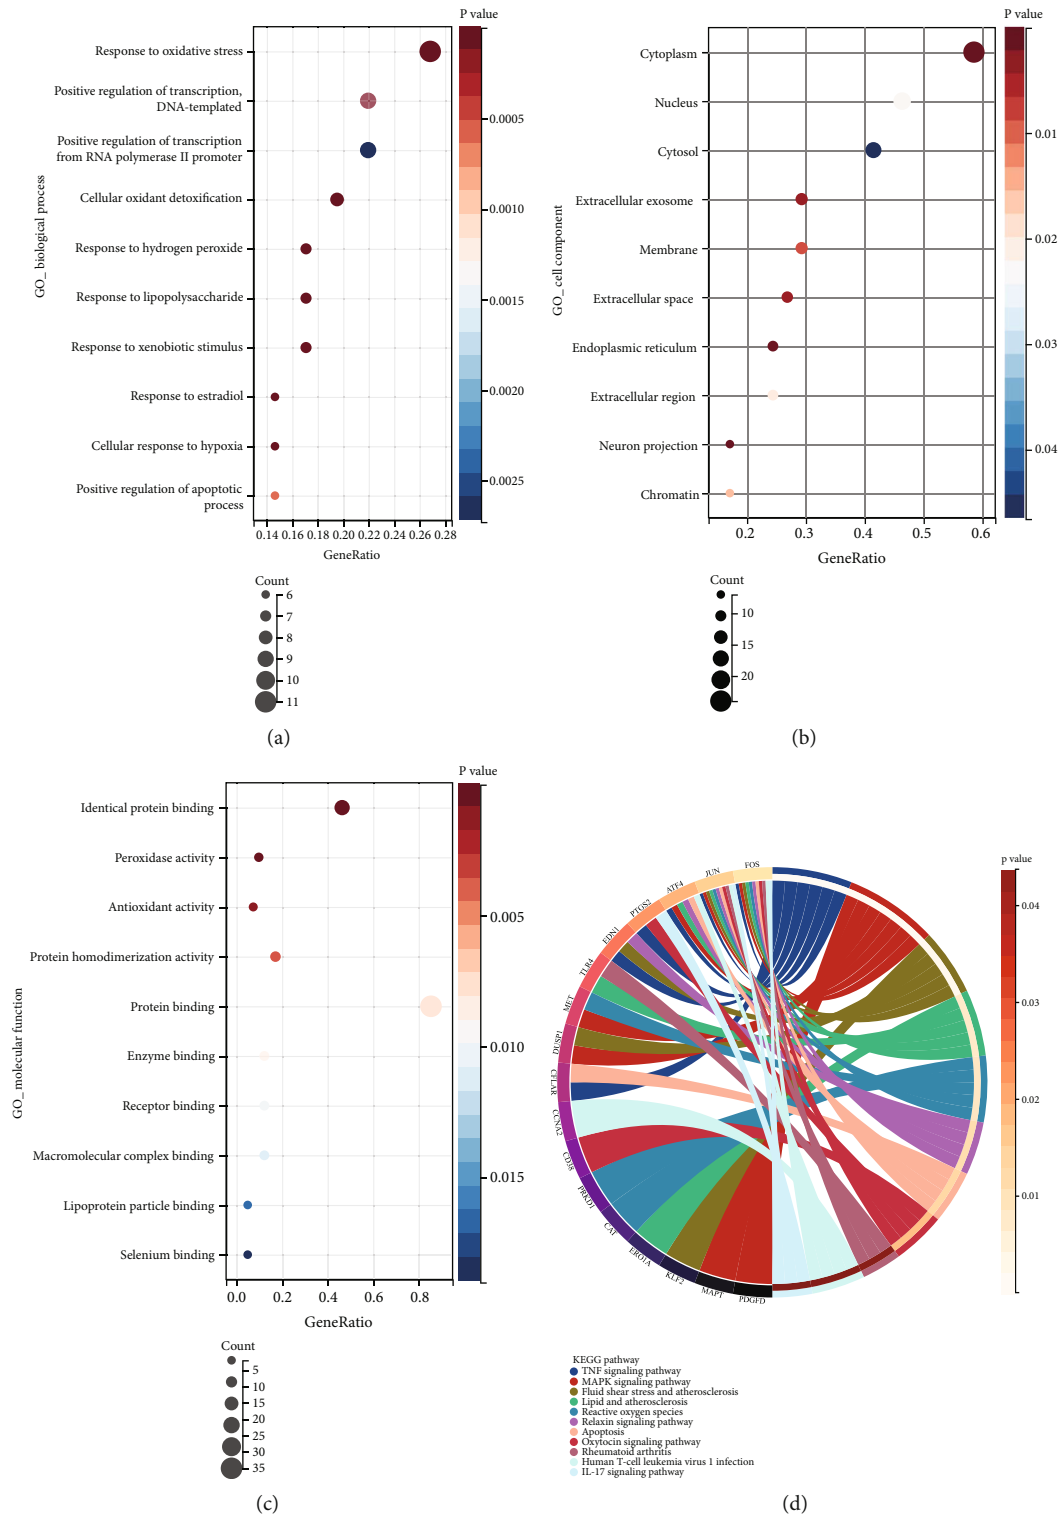 P value
Response to oxidative stress
Positive regulation of transcription,
DNA-templated
Positive regulation of transcription
from RNA polymerase II promoter
Cellular oxidant detoxification
Response to hydrogen peroxide
Response to lipopolysaccharide
Response to xenobiotic stimulus
Response to estradiol
Cellular response to hypoxia
Positive regulation of apoptotic
process
GO_ biological process
0.0005
0.0010
0.0015
0.0020
0.0025
0.14 0.16 0.18 0.20 0.22 0.24 0.26 0.28
GeneRatio
Count
6
7
8
9
10
11
(a)
P value
Cytoplasm
Nucleus
Cytosol
Extracellular exosome
Membrane
Extracellular space
Endoplasmic reticulum
Extracellular region
Neuron projection
Chromatin
GO_ cell component
0.01
0.02
0.03
0.04
0.2 0.3 0.4 0.5 0.6
GeneRatio
Count
10
15
20
(b)
P value
Identical protein binding
Peroxidase activity
Antioxidant activity
Protein homodimerization activity
Protein binding
Enzyme binding
Receptor binding
Macromolecular complex binding
Lipoprotein particle binding
Selenium binding
GO_ molecular function
0.005
0.010
0.015
0.0 0.2 0.4 0.6 0.8
GeneRatio
Count
5
10
15
20
25
30
35
(c)
p value
0.04
0.03
0.02
0.01
FOS
JUN
ATF4
PTGS2
EDN1
TLR4
MET
DUSP1
CFLAR
CCNA2
CD38
PRKD1
CAT
ERO1A
KLF2
MAPT
PDGFD
KEGG pathway
TNF signaling pathway
MAPK signaling pathway
Fluid shear stress and atherosclerosis
Lipid and atherosclerosis
Reactive oxygen species
Relaxin signaling pathway
Apoptosis
Oxytocin signaling pathway
Rheumatoid arthritis
Human T-cell leukemia virus 1 infection
IL-17 signaling pathway
(d)